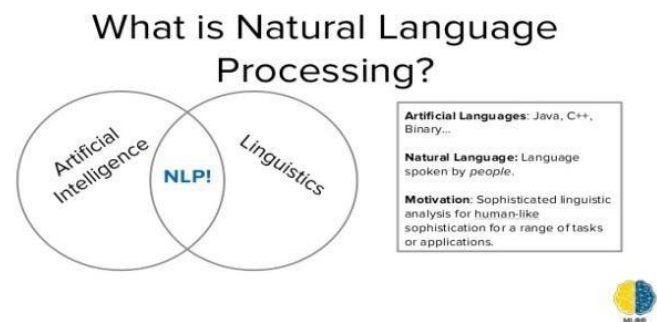 What is Natural Language
Processing?
Artificial
Intelligence
NLP!
Linguistics
Artificial Languages: Java, C++,
Binary...
Natural Language: Language
spoken by people.
Motivation: Sophisticated linguistic
analysis for human-like
sophistication for a range of tasks
or applications.